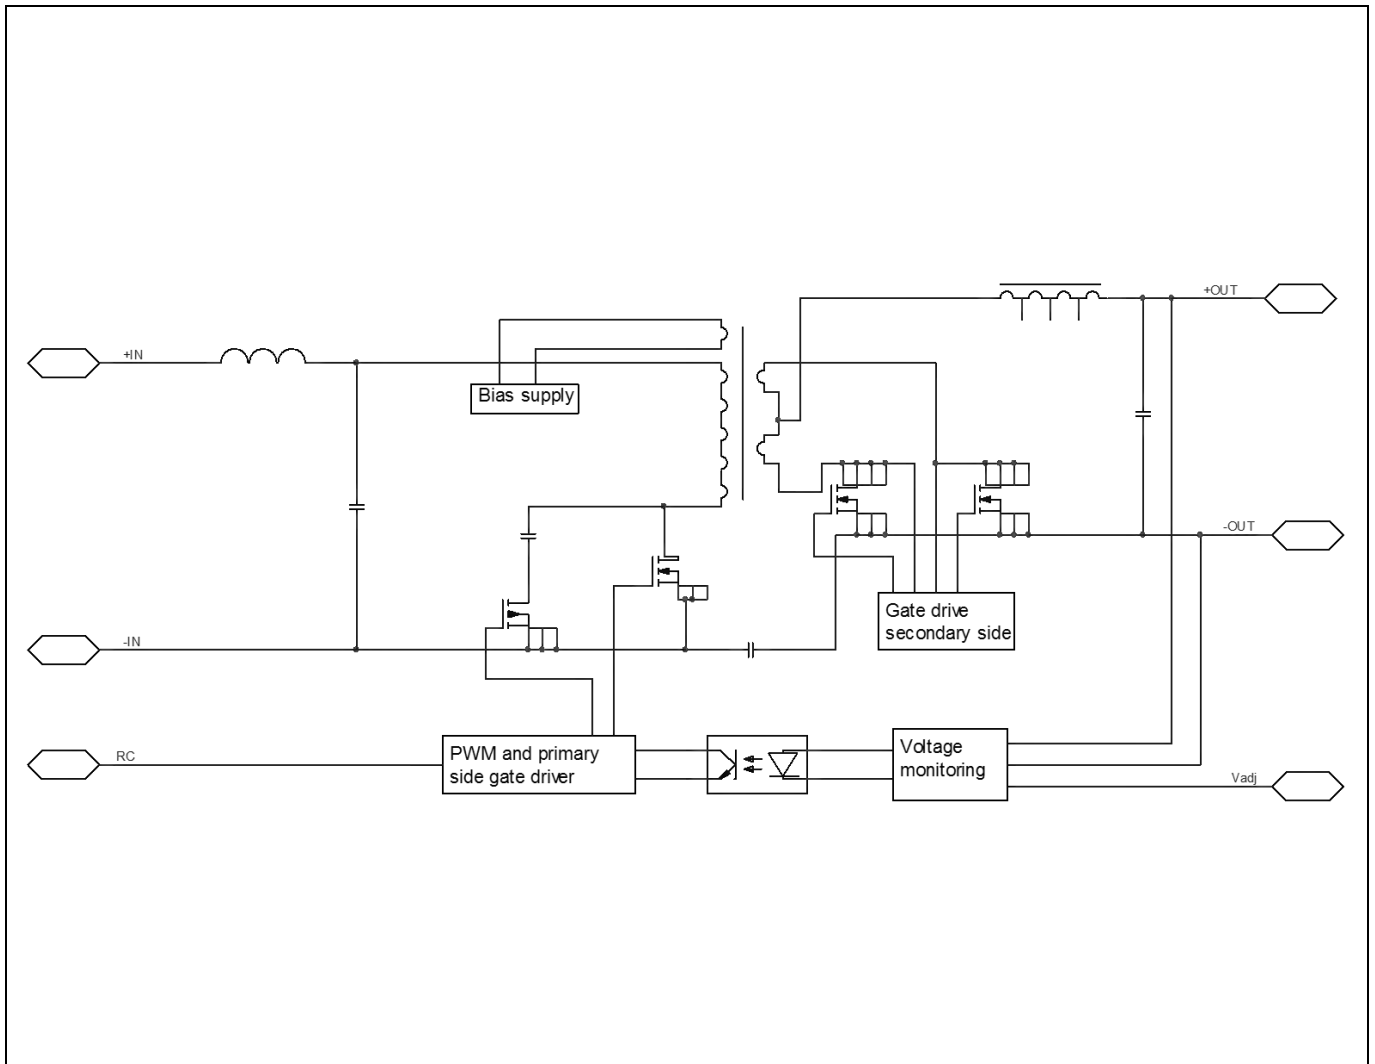 +OUT
+IN
Bias supply
-OUT
Gate drive
secondary side
-IN
PWM and primary
side gate driver
Voltage
monitoring
RC
Vadj